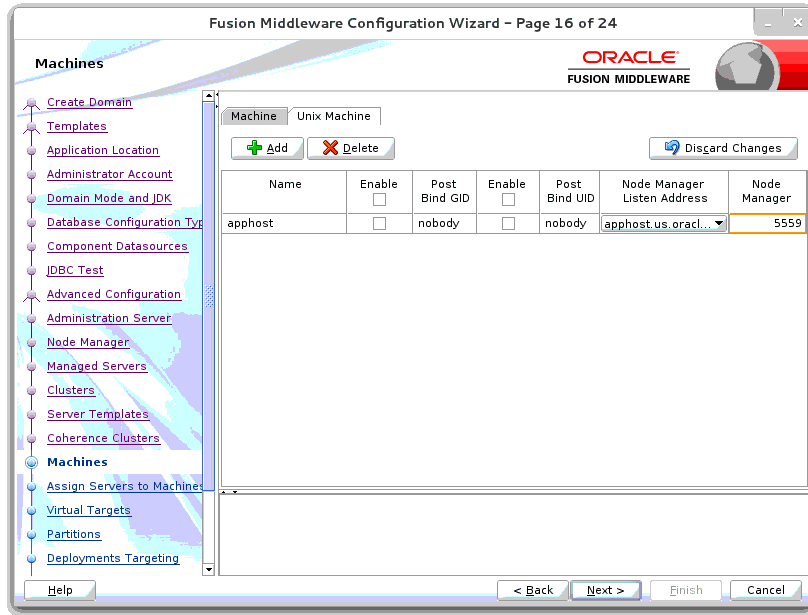 Fusion Middleware Configuration Wizard – Page 16 of 24
Machines
ORACLE
FUSION MIDDLEWARE
Create Domain
Templates
Application Location
Administrator Account
Domain Mode and JDK
Database Configuration Typ
Component Datasources
JDBC Test
Advanced Configuration
Administration Server
Node Manager
Managed Servers
Clusters
Server Templates
Coherence Clusters
Machines
Assign Servers to Machines
Virtual Targets
Partitions
Deployments Targeting
Machine Unix Machine
Add Delete Discard Changes
Name Enable Post Bind GID Enable Post Bind UID Node Manager Listen Address Node Manager
apphost nobody nobody apphost.us.oracl... 5559
Help < Back Next > Finish Cancel